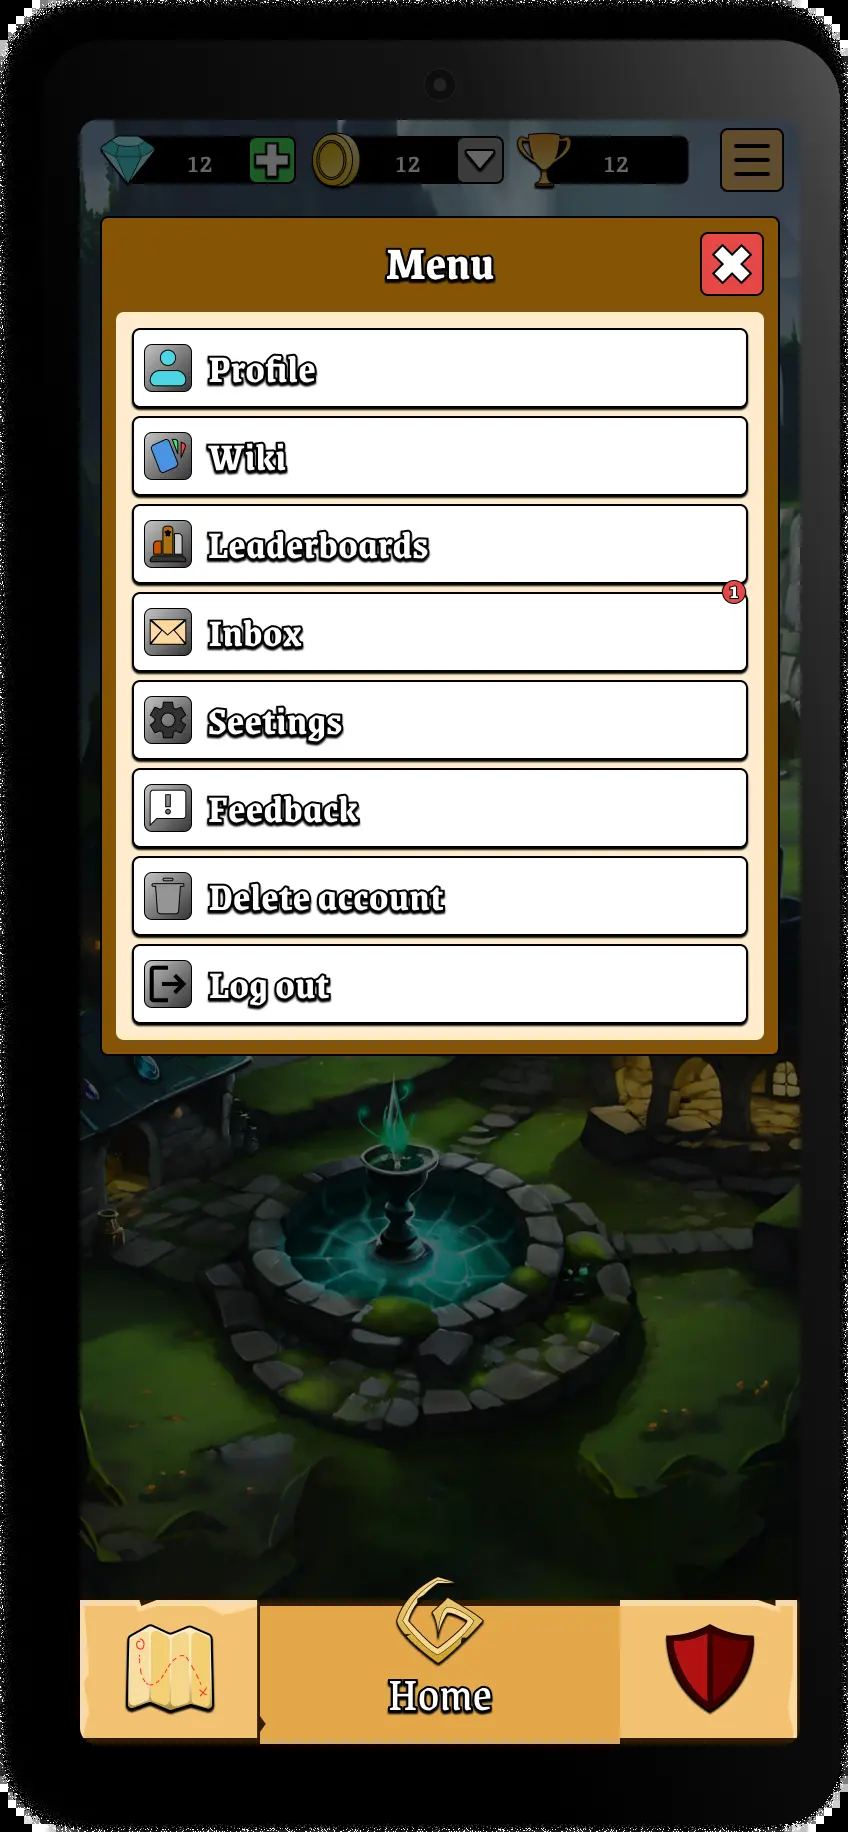 12 12 12
Menu
Profile
Wiki
Leaderboards
1
Inbox
Seetings
Feedback
Delete account
Log out
Home